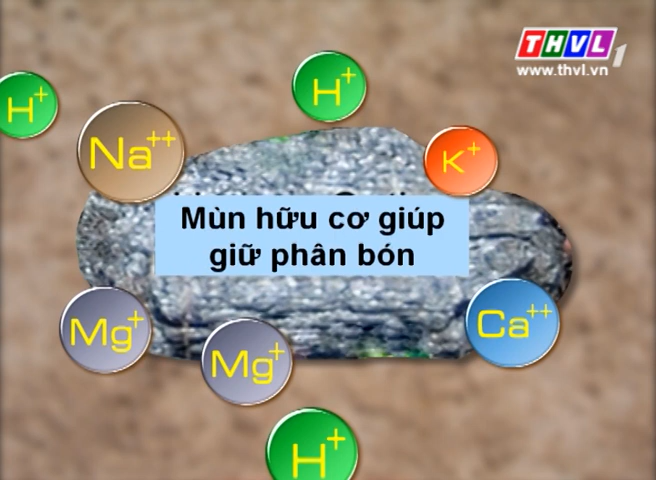 THVL1
www.thvl.vn
H+
H+
Na++
K+
Mùn hữu cơ giúp
giữ phân bón
Mg+
Ca++
Mg+
H+